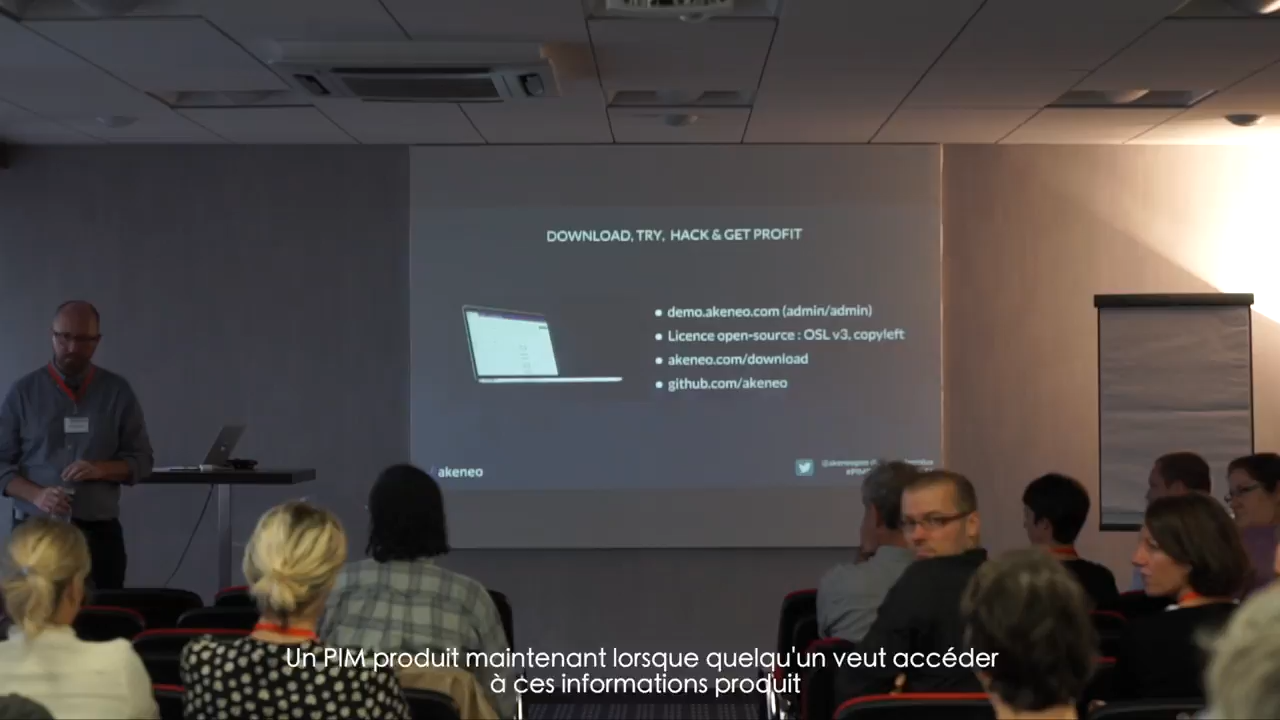 DOWNLOAD, TRY, HACK & GET PROFIT
demo.akeneo.com (admin/admin)
Licence open-source : OSL v3, copyleft
akeneo.com/download
github.com/akeneo
akeneo
Un PIM produit maintenant lorsque quelqu'un veut accéder
à ces informations produit